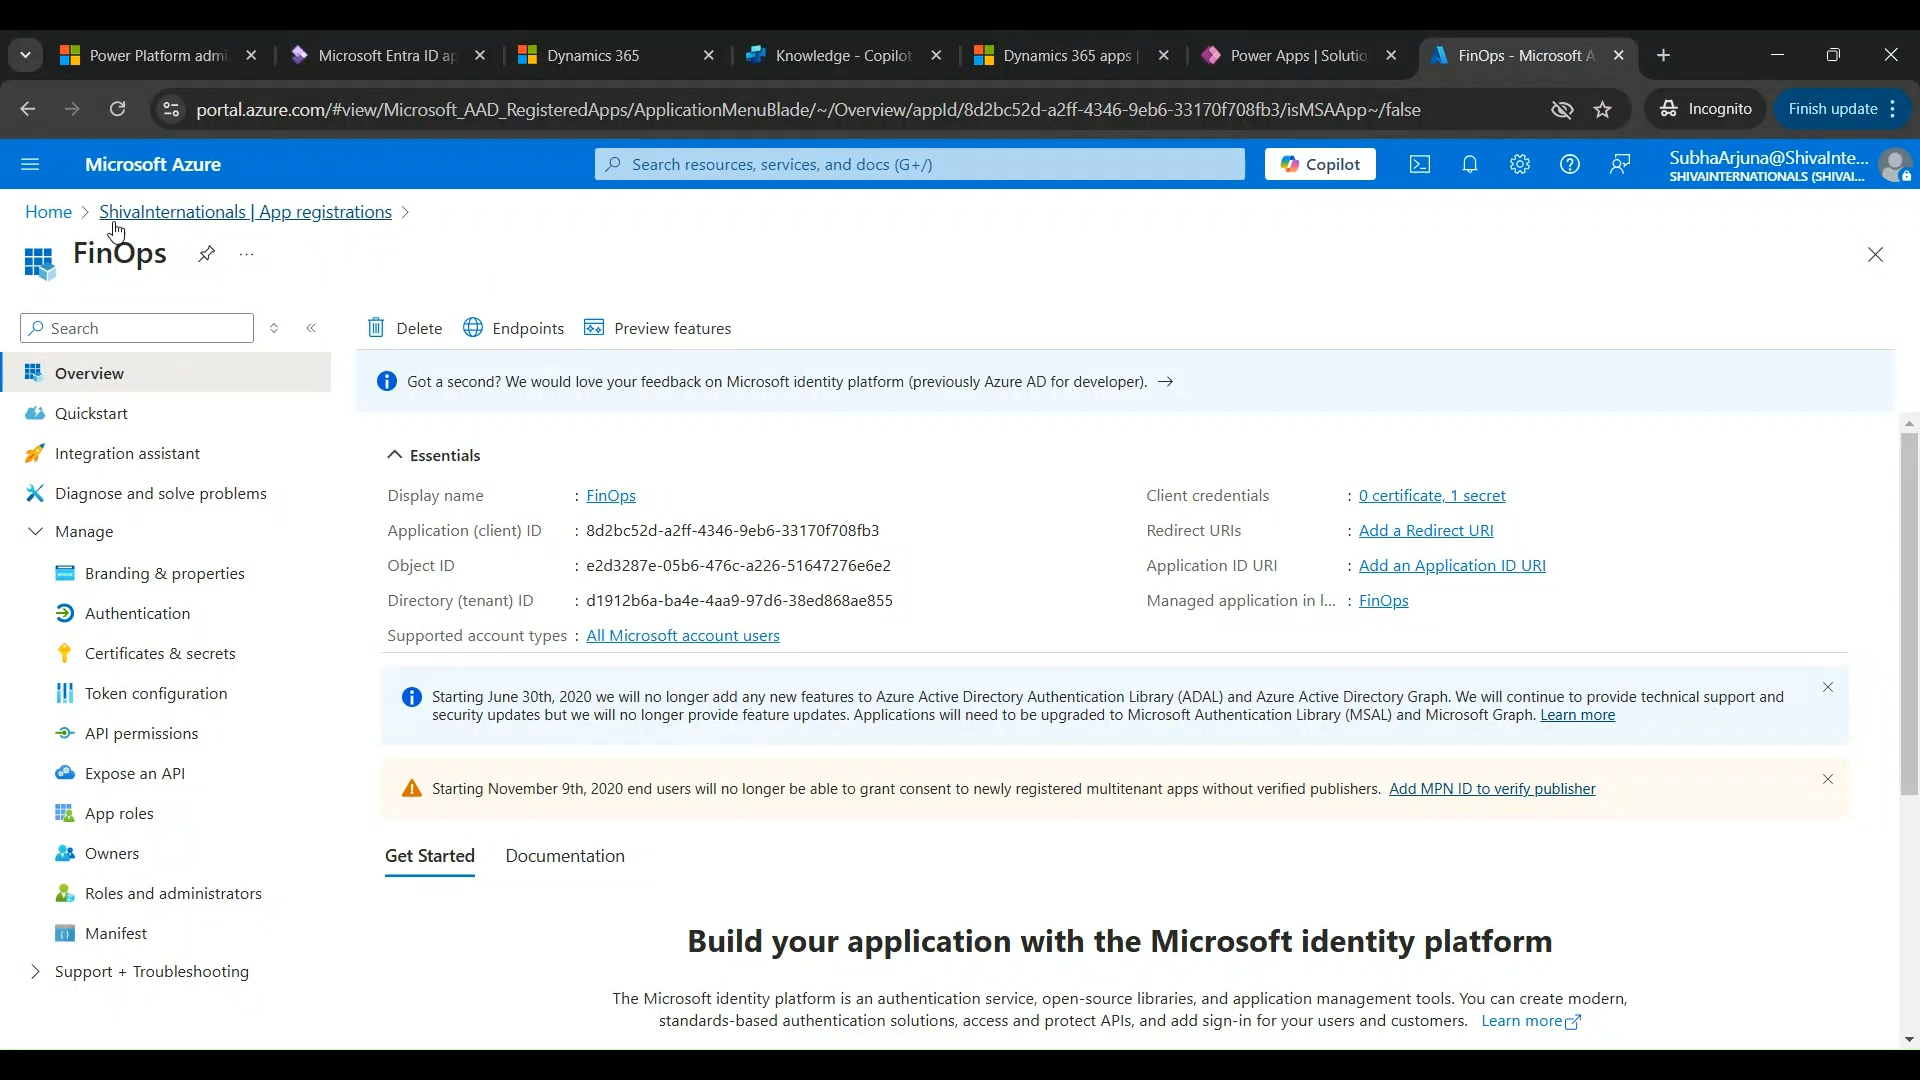 Power Platform admi
Microsoft Entra ID ap
Dynamics 365
Knowledge - Copilot
Dynamics 365 apps |
Power Apps | Solutio
FinOps - Microsoft A
portal.azure.com/#view/Microsoft_AAD_RegisteredApps/ApplicationMenuBlade/~/Overview/appId/8d2bc52d-a2ff-4346-9eb6-33170f708fb3/isMSAApp~/false
Incognito
Finish update
Microsoft Azure
Search resources, services, and docs (G+/)
Copilot
SubhaArjuna@ShivaInte...
SHIVAINTERNATIONALS (SHIVAI...
Home
ShivaInternationals | App registrations
FinOps
Search
Delete
Endpoints
Preview features
Overview
Got a second? We would love your feedback on Microsoft identity platform (previously Azure AD for developer).
Quickstart
Integration assistant
Diagnose and solve problems
Manage
Branding & properties
Authentication
Certificates & secrets
Token configuration
API permissions
Expose an API
App roles
Owners
Roles and administrators
Manifest
Support + Troubleshooting
Essentials
Display name : FinOps
Application (client) ID : 8d2bc52d-a2ff-4346-9eb6-33170f708fb3
Object ID : e2d3287e-05b6-476c-a226-51647276e6e2
Directory (tenant) ID : d1912b6a-ba4e-4aa9-97d6-38ed868ae855
Supported account types : All Microsoft account users
Client credentials : 0 certificate, 1 secret
Redirect URIs : Add a Redirect URI
Application ID URI : Add an Application ID URI
Managed application in l... : FinOps
Starting June 30th, 2020 we will no longer add any new features to Azure Active Directory Authentication Library (ADAL) and Azure Active Directory Graph. We will continue to provide technical support and
security updates but we will no longer provide feature updates. Applications will need to be upgraded to Microsoft Authentication Library (MSAL) and Microsoft Graph. Learn more
Starting November 9th, 2020 end users will no longer be able to grant consent to newly registered multitenant apps without verified publishers. Add MPN ID to verify publisher
Get Started
Documentation
Build your application with the Microsoft identity platform
The Microsoft identity platform is an authentication service, open-source libraries, and application management tools. You can create modern,
standards-based authentication solutions, access and protect APIs, and add sign-in for your users and customers. Learn more